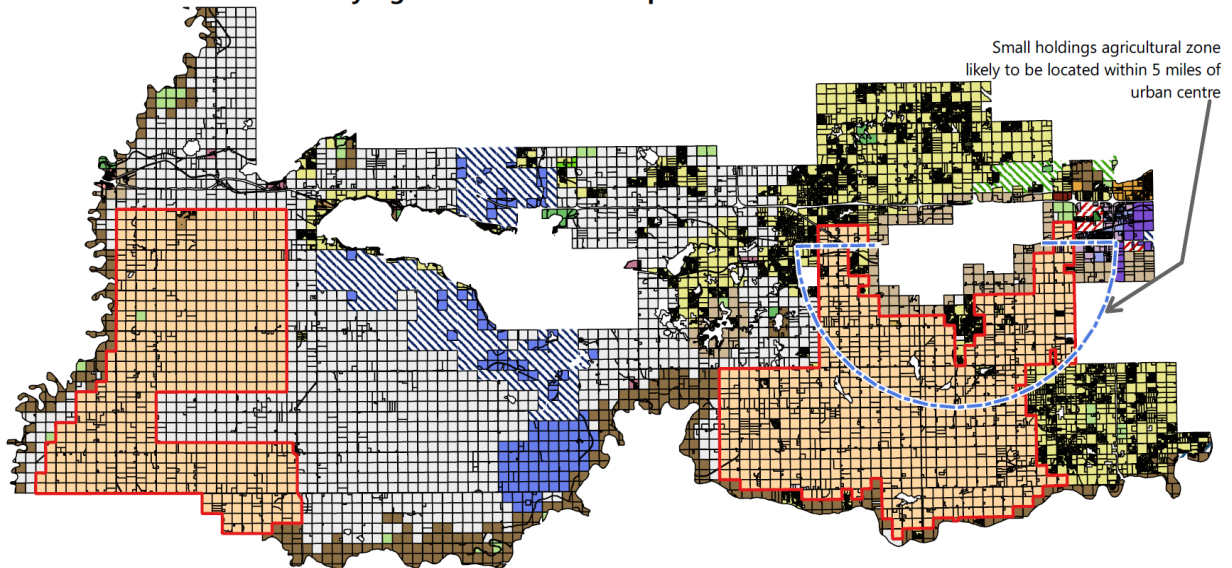 Small holdings agricultural zone
likely to be located within 5 miles of
urban centre